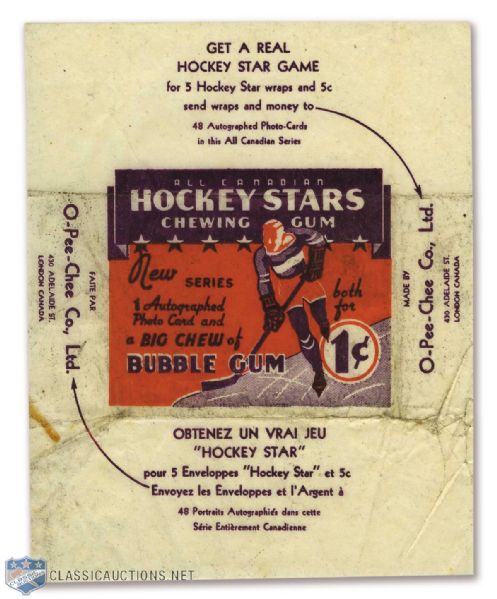 GET A REAL
HOCKEY STAR GAME
for 5 Hockey Star wraps and 5c
send wraps and money to
48 Autographed Photo-Cards
in this All Canadian Series
ALL CANADIAN
HOCKEY STARS
CHEWING GUM
New SERIES
1 Autographed
Photo Card and
a BIG CHEW of
BUBBLE GUM
both
for
1¢
FAITE PAR
O-Pee-Chee Co., Ltd.
430 ADELAIDE ST.
LONDON CANADA
MADE BY
O-Pee-Chee Co., Ltd.
430 ADELAIDE ST.
LONDON CANADA
OBTENEZ UN VRAI JEU
"HOCKEY STAR"
pour 5 Enveloppes "Hockey Star" et 5c
Envoyez les Enveloppes et l'Argent à
48 Portraits Autographiés dans cette
Série Entièrement Canadienne
CLASSICAUCTIONS.NET